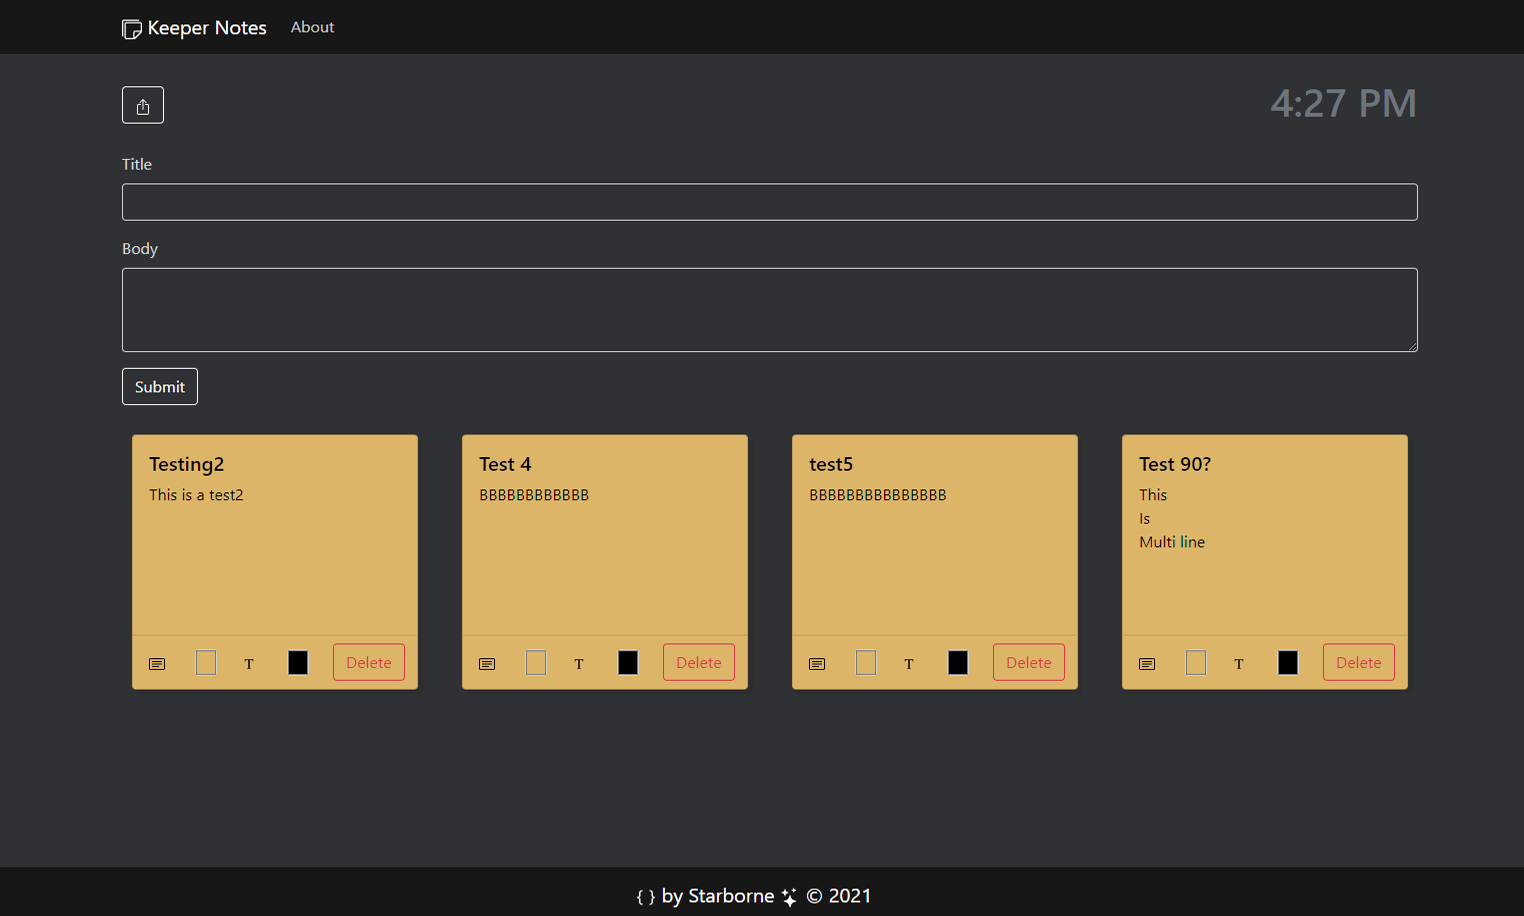 Keeper Notes About
4:27 PM
Title
Body
Submit
Testing2
This is a test2
T Delete
Test 4
BBBBBBBBBBBB
T Delete
test5
BBBBBBBBBBBBBBB
T Delete
Test 90?
This
Is
Multi line
T Delete
{ } by Starborne © 2021